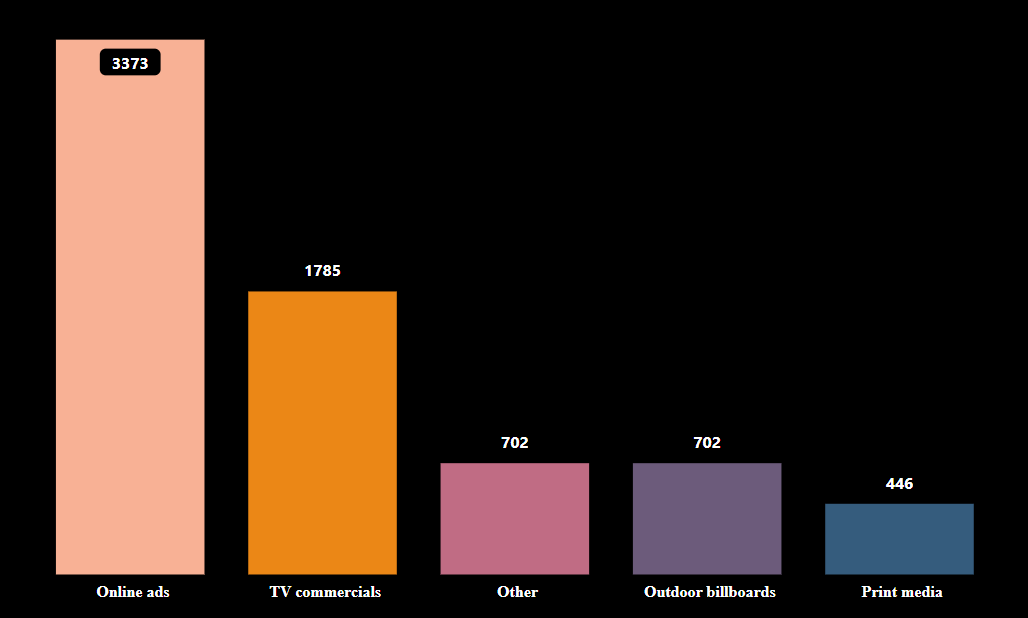 3373
1785
702
702
446
Online ads
TV commercials
Other
Outdoor billboards
Print media